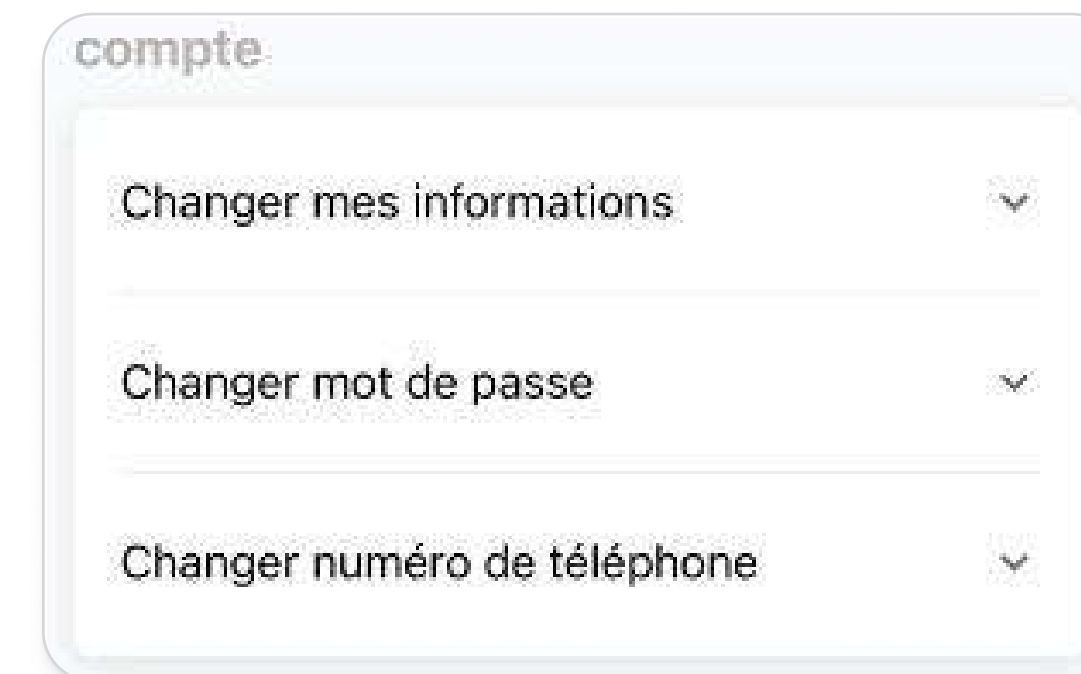 compte
Changer mes informations
Changer mot de passe
Changer numéro de téléphone